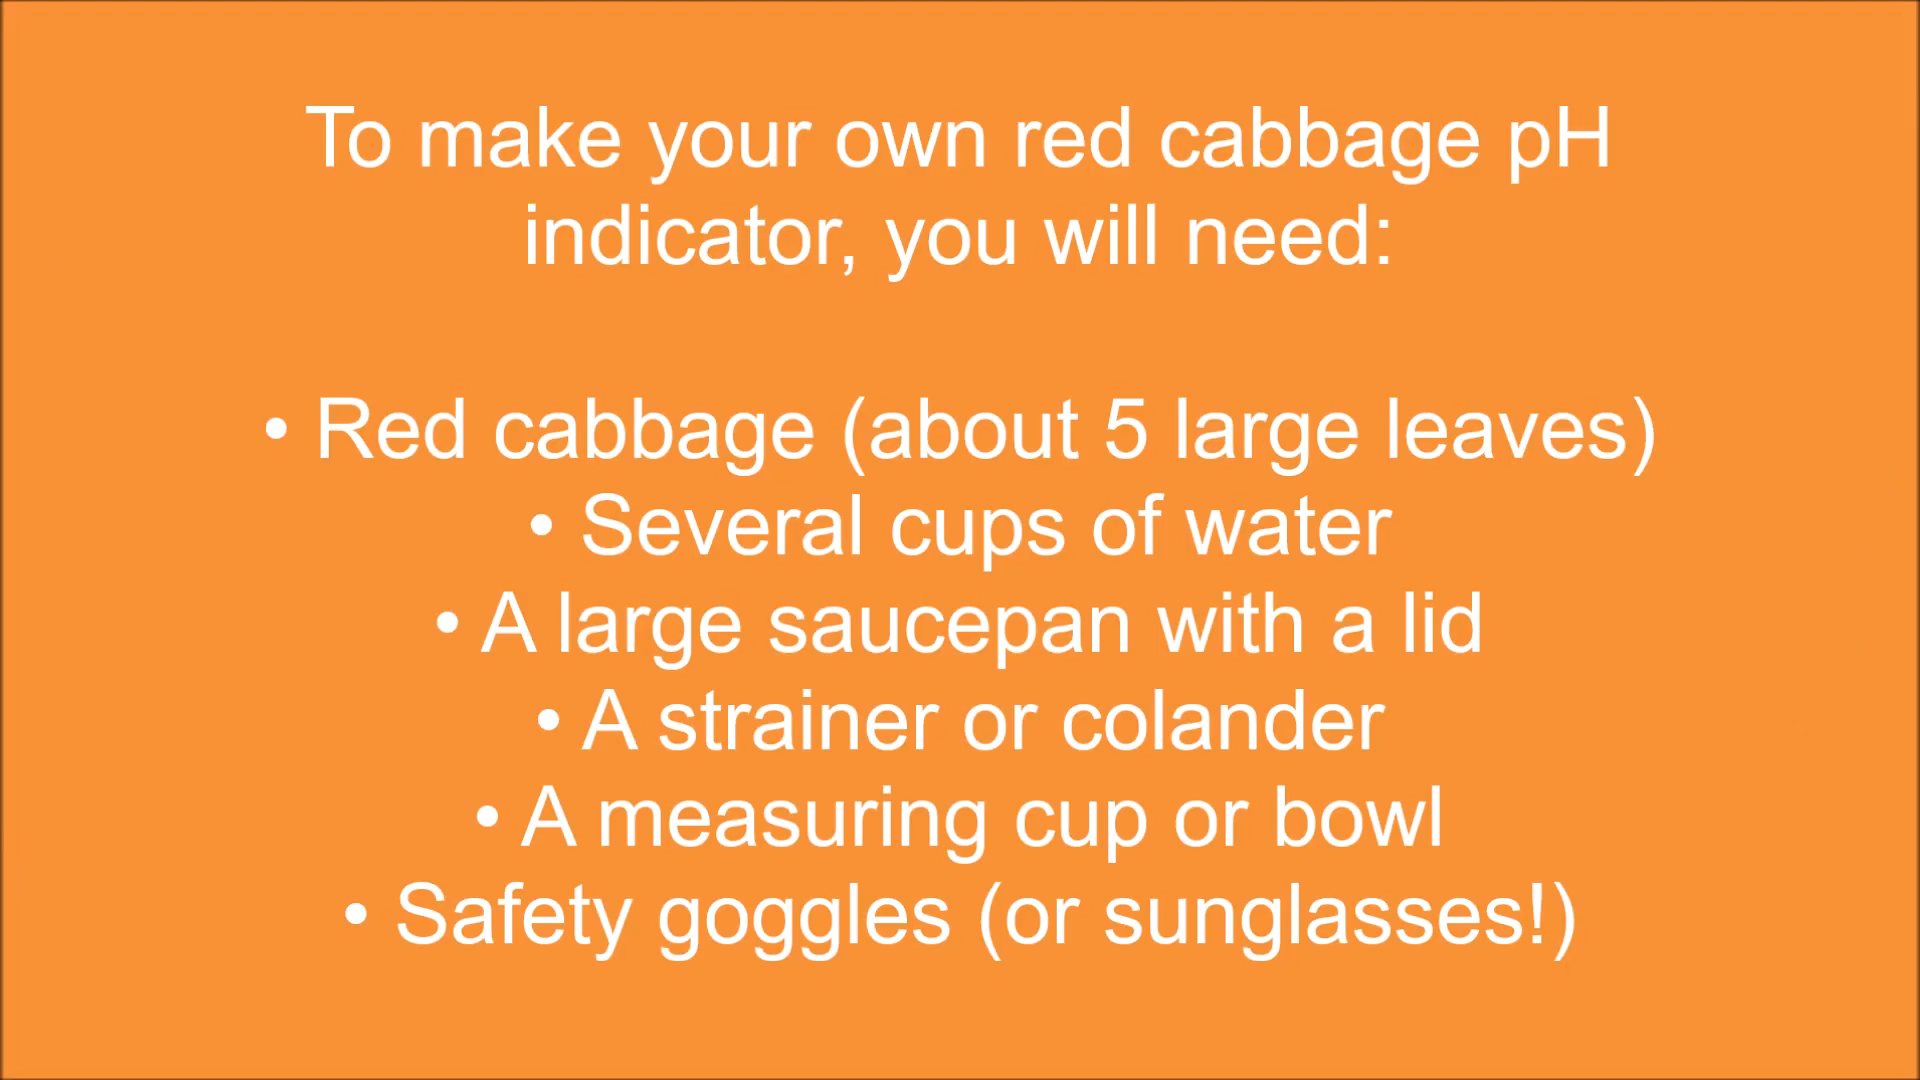 To make your own red cabbage pH
indicator, you will need:
• Red cabbage (about 5 large leaves)
• Several cups of water
• A large saucepan with a lid
• A strainer or colander
• A measuring cup or bowl
• Safety goggles (or sunglasses!)